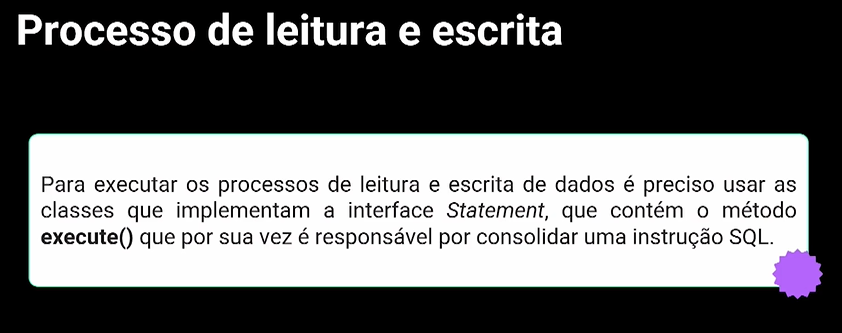 Processo de leitura e escrita
Para executar os processos de leitura e escrita de dados é preciso usar as
classes que implementam a interface Statement, que contém o método
execute() que por sua vez é responsável por consolidar uma instrução SQL.